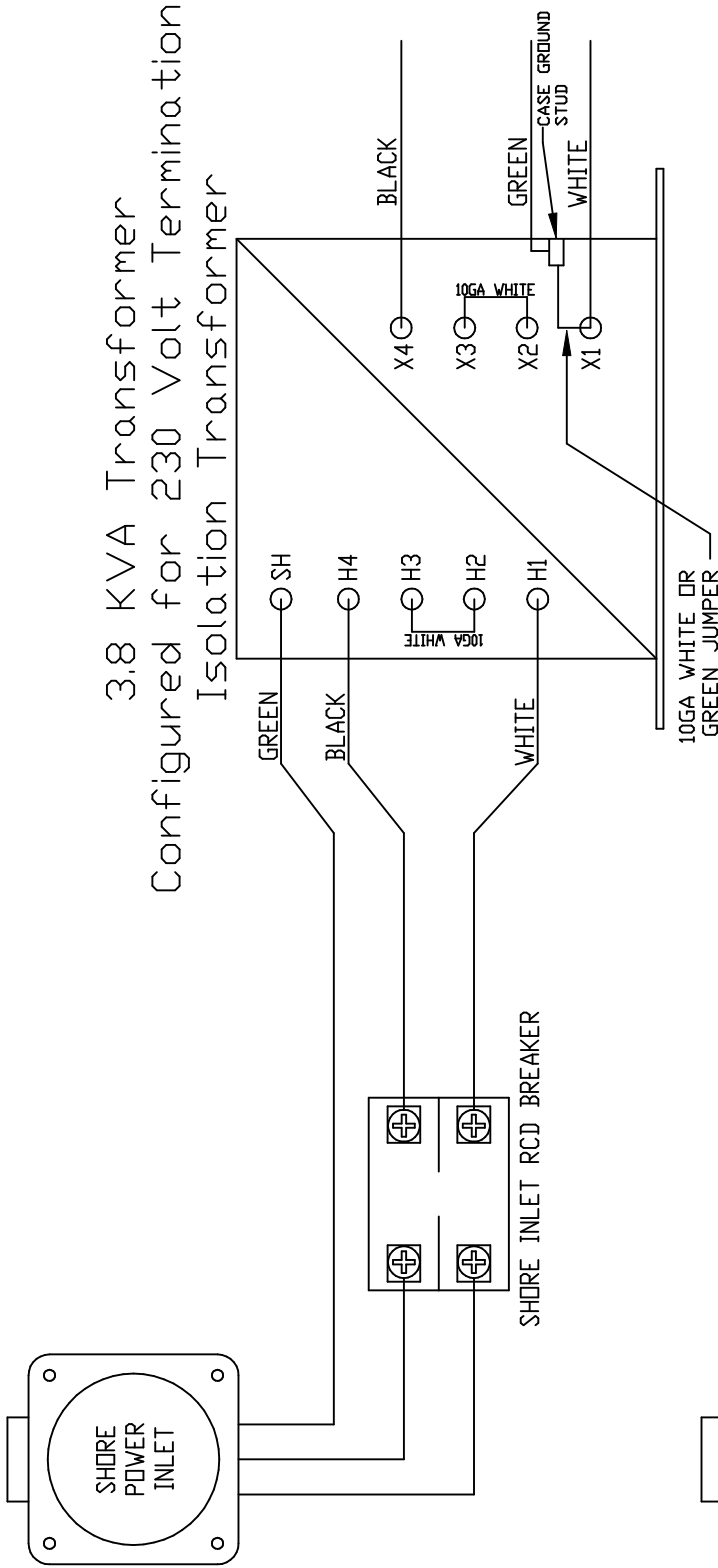 3.8 KVA Transformer
Configured for 230 Volt Termination
Isolation Transformer
SHORE
POWER
INLET
SHORE INLET RCD BREAKER
GREEN
BLACK
WHITE
SH
H4
H3
H2
H1
10GA WHITE
X4
X3
X2
X1
10GA WHITE
BLACK
GREEN
WHITE
CASE GROUND
STUD
10GA WHITE OR
GREEN JUMPER